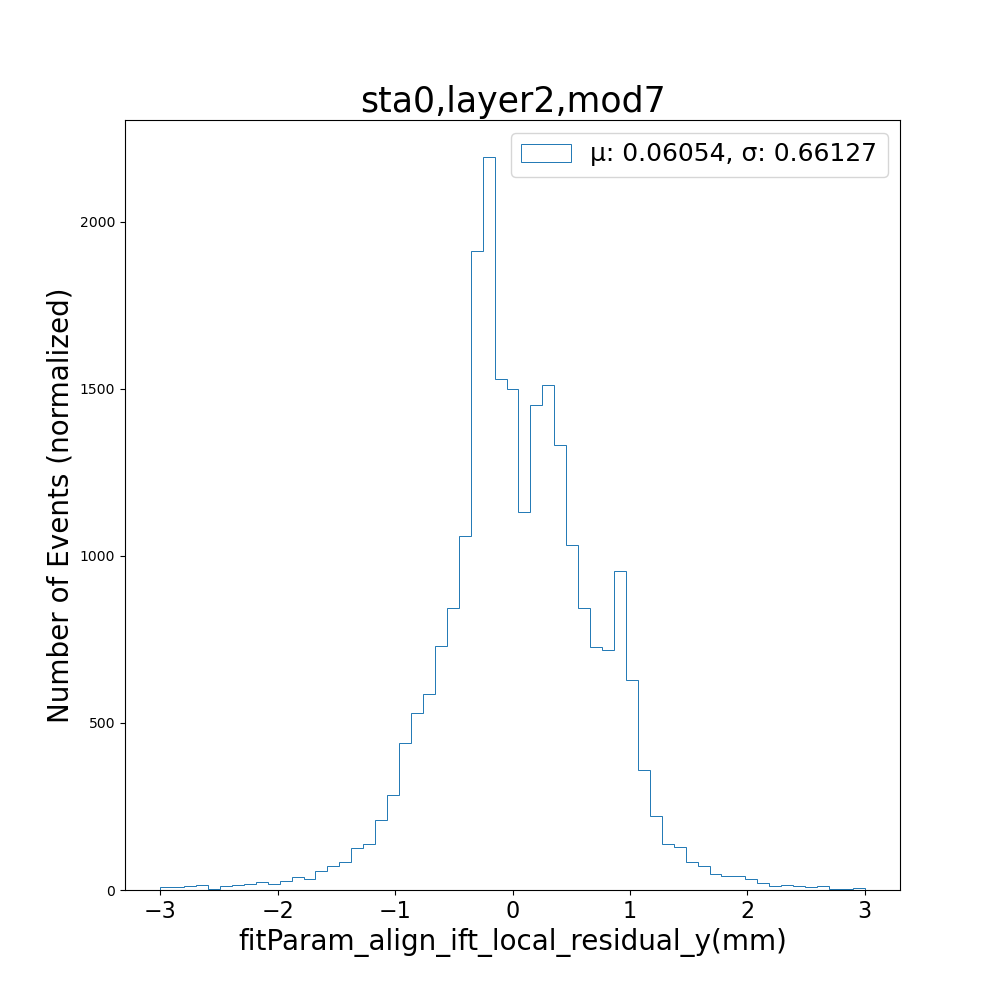 sta0,layer2,mod7
μ: 0.06054, σ: 0.66127
Number of Events (normalized)
2000
1500
1000
500
0
−3 −2 −1 0 1 2 3
fitParam_align_ift_local_residual_y(mm)